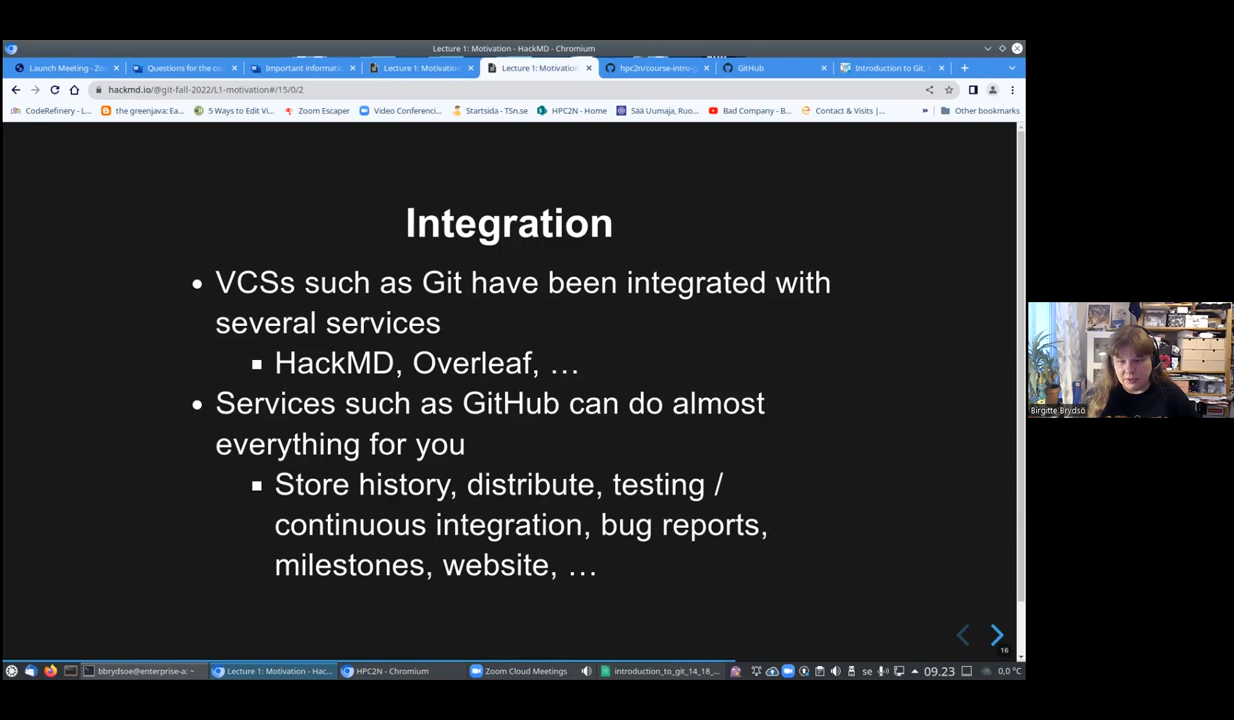 Lecture 1: Motivation - HackMD - Chromium
Launch Meeting - Zo
Questions for the co
Important informati
Lecture 1: Motivation
Lecture 1: Motivation
hpc2n/course-intro-g
GitHub
Introduction to Git, 1
hackmd.io/@git-fall-2022/L1-motivation#/15/0/2
CodeRefinery - L...
the greenjava: Ea...
5 Ways to Edit Vi...
Zoom Escaper
Video Conferenci...
Startsida - TSn.se
HPC2N - Home
Sää Uumaja, Ruo...
Bad Company - B...
Contact & Visits |...
»
Other bookmarks
Integration
• VCSs such as Git have been integrated with
several services
▪ HackMD, Overleaf, …
• Services such as GitHub can do almost
everything for you
▪ Store history, distribute, testing /
continuous integration, bug reports,
milestones, website, …
Birgitte Brydsö
16
bbrydsoe@enterprise-a: ~
Lecture 1: Motivation - Hac...
HPC2N - Chromium
Zoom Cloud Meetings
introduction_to_git_14_18_...
se
09.23
0,0 °C